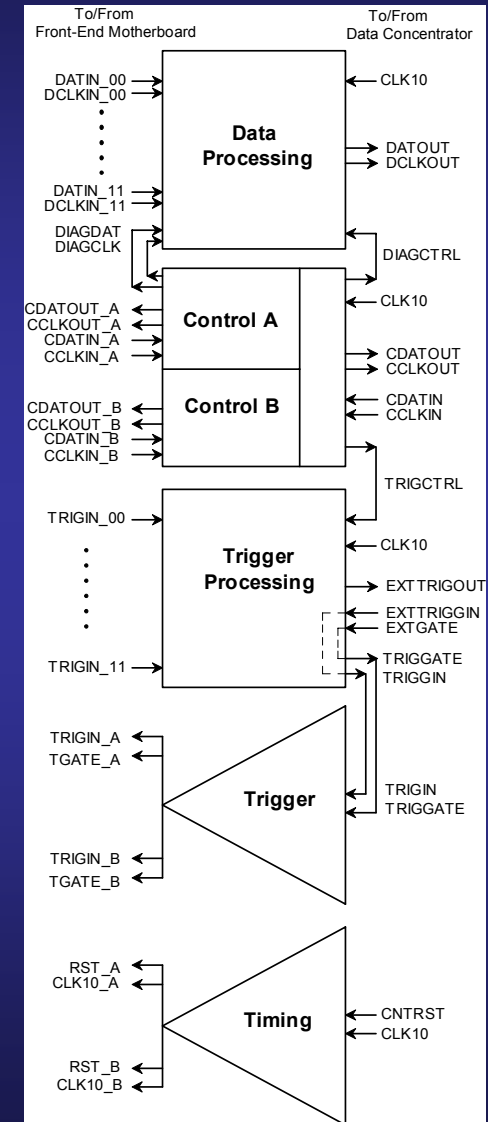 To/From
Front-End Motherboard
To/From
Data Concentrator
DATIN_00
DCLKIN_00
DATIN_11
DCLKIN_11
DIAGDAT
DIAGCLK
Data
Processing
CLK10
DATOUT
DCLKOUT
DIAGCTRL
CDATOUT_A
CCLKOUT_A
CDATIN_A
CCLKIN_A
Control A
CLK10
CDATOUT
CCLKOUT
CDATOUT_B
CCLKOUT_B
CDATIN_B
CCLKIN_B
Control B
CDATIN
CCLKIN
TRIGCTRL
TRIGIN_00
TRIGIN_11
Trigger
Processing
CLK10
EXTTRIGOUT
EXTTRIGGIN
EXTGATE
TRIGGATE
TRIGGIN
TRIGIN_A
TGATE_A
TRIGIN_B
TGATE_B
Trigger
TRIGIN
TRIGGATE
RST_A
CLK10_A
RST_B
CLK10_B
Timing
CNTRST
CLK10